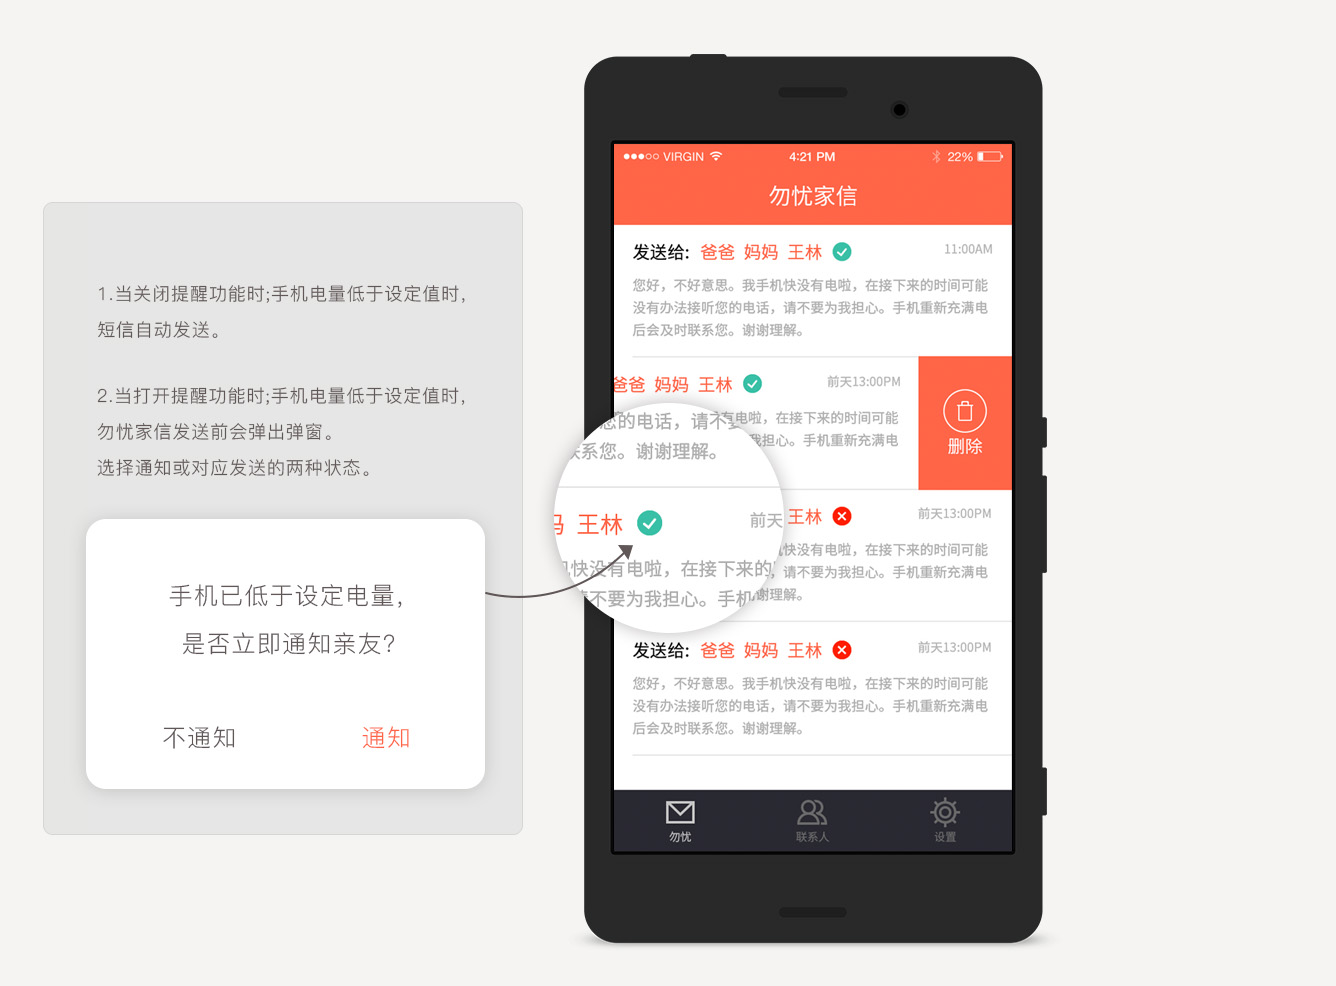 1.当关闭提醒功能时;手机电量低于设定值时,
短信自动发送。
2.当打开提醒功能时;手机电量低于设定值时,
勿忧家信发送前会弹出弹窗。
选择通知或对应发送的两种状态。
手机已低于设定电量,
是否立即通知亲友?
不通知 通知
VIRGIN 4:21 PM 22%
勿忧家信
发送给: 爸爸 妈妈 王林 11:00AM
您好，不好意思。我手机快没有电啦，在接下来的时间可能
没有办法接听您的电话，请不要为我担心。手机重新充满电
后会及时联系您。谢谢理解。
爸爸 妈妈 王林 前天13:00PM
有电啦，在接下来的时间可能
我担心。手机重新充满电
删除
您的电话，请不要
联系您。谢谢理解。
妈 王林 前天
机快没有电啦，在接下来的
请不要为我担心。手机
王林 前天13:00PM
快没有电啦，在接下来的时间可能
，请不要为我担心。手机重新充满电
谢理解。
发送给: 爸爸 妈妈 王林 前天13:00PM
您好，不好意思。我手机快没有电啦，在接下来的时间可能
没有办法接听您的电话，请不要为我担心。手机重新充满电
后会及时联系您。谢谢理解。
勿忧 联系人 设置